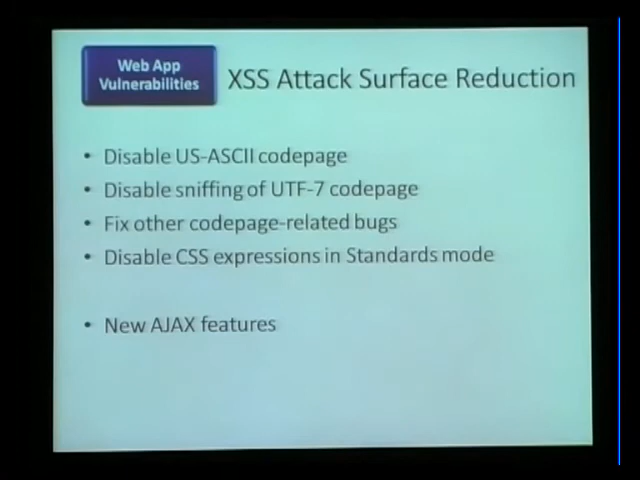 Web App
Vulnerabilities
XSS Attack Surface Reduction
• Disable US-ASCII codepage
• Disable sniffing of UTF-7 codepage
• Fix other codepage-related bugs
• Disable CSS expressions in Standards mode
• New AJAX features